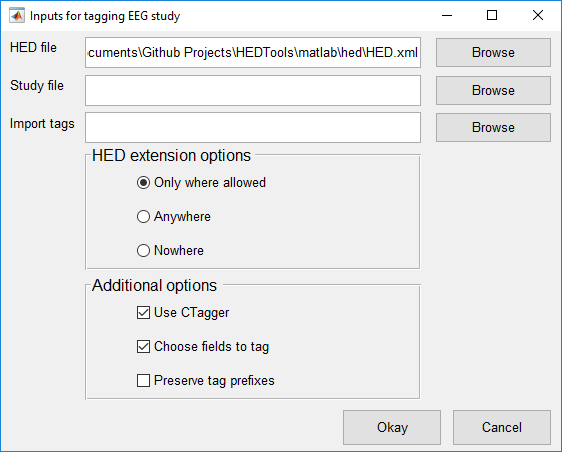 Inputs for tagging EEG study
HED file
ocuments\Github Projects\HEDTools\matlab\hed\HED.xml
Browse
Study file
Browse
Import tags
Browse
HED extension options
Only where allowed
Anywhere
Nowhere
Additional options
Use CTagger
Choose fields to tag
Preserve tag prefixes
Okay
Cancel